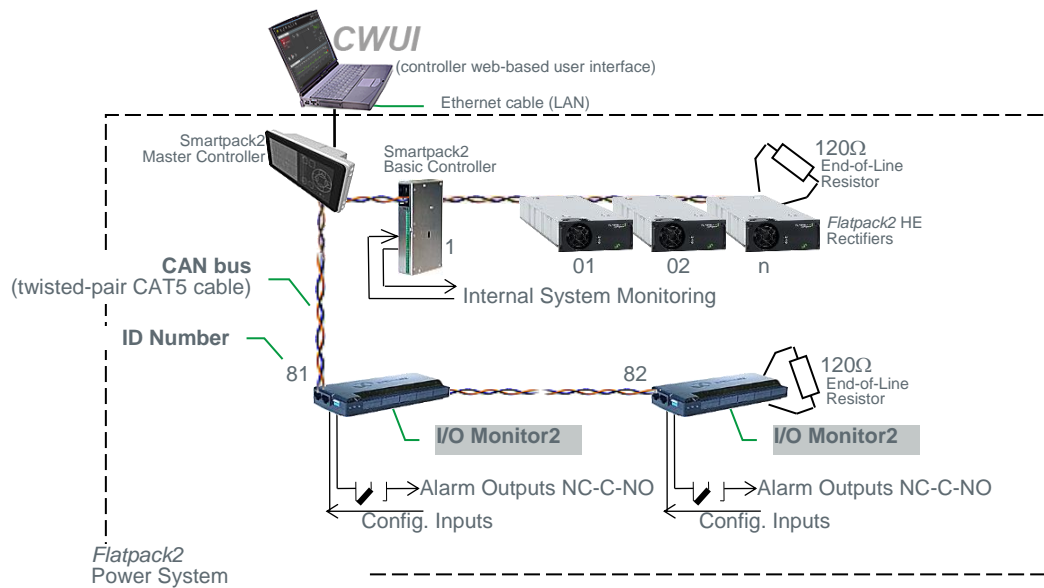 CWUI
(controller web-based user interface)
Ethernet cable (LAN)
Smartpack2
Master Controller
Smartpack2
Basic Controller
120Ω
End-of-Line
Resistor
Flatpack2 HE
Rectifiers
1
01
02
n
CAN bus
(twisted-pair CAT5 cable)
Internal System Monitoring
ID Number
81
82
120Ω
End-of-Line
Resistor
I/O Monitor2
I/O Monitor2
Alarm Outputs NC-C-NO
Alarm Outputs NC-C-NO
Config. Inputs
Config. Inputs
Flatpack2
Power System